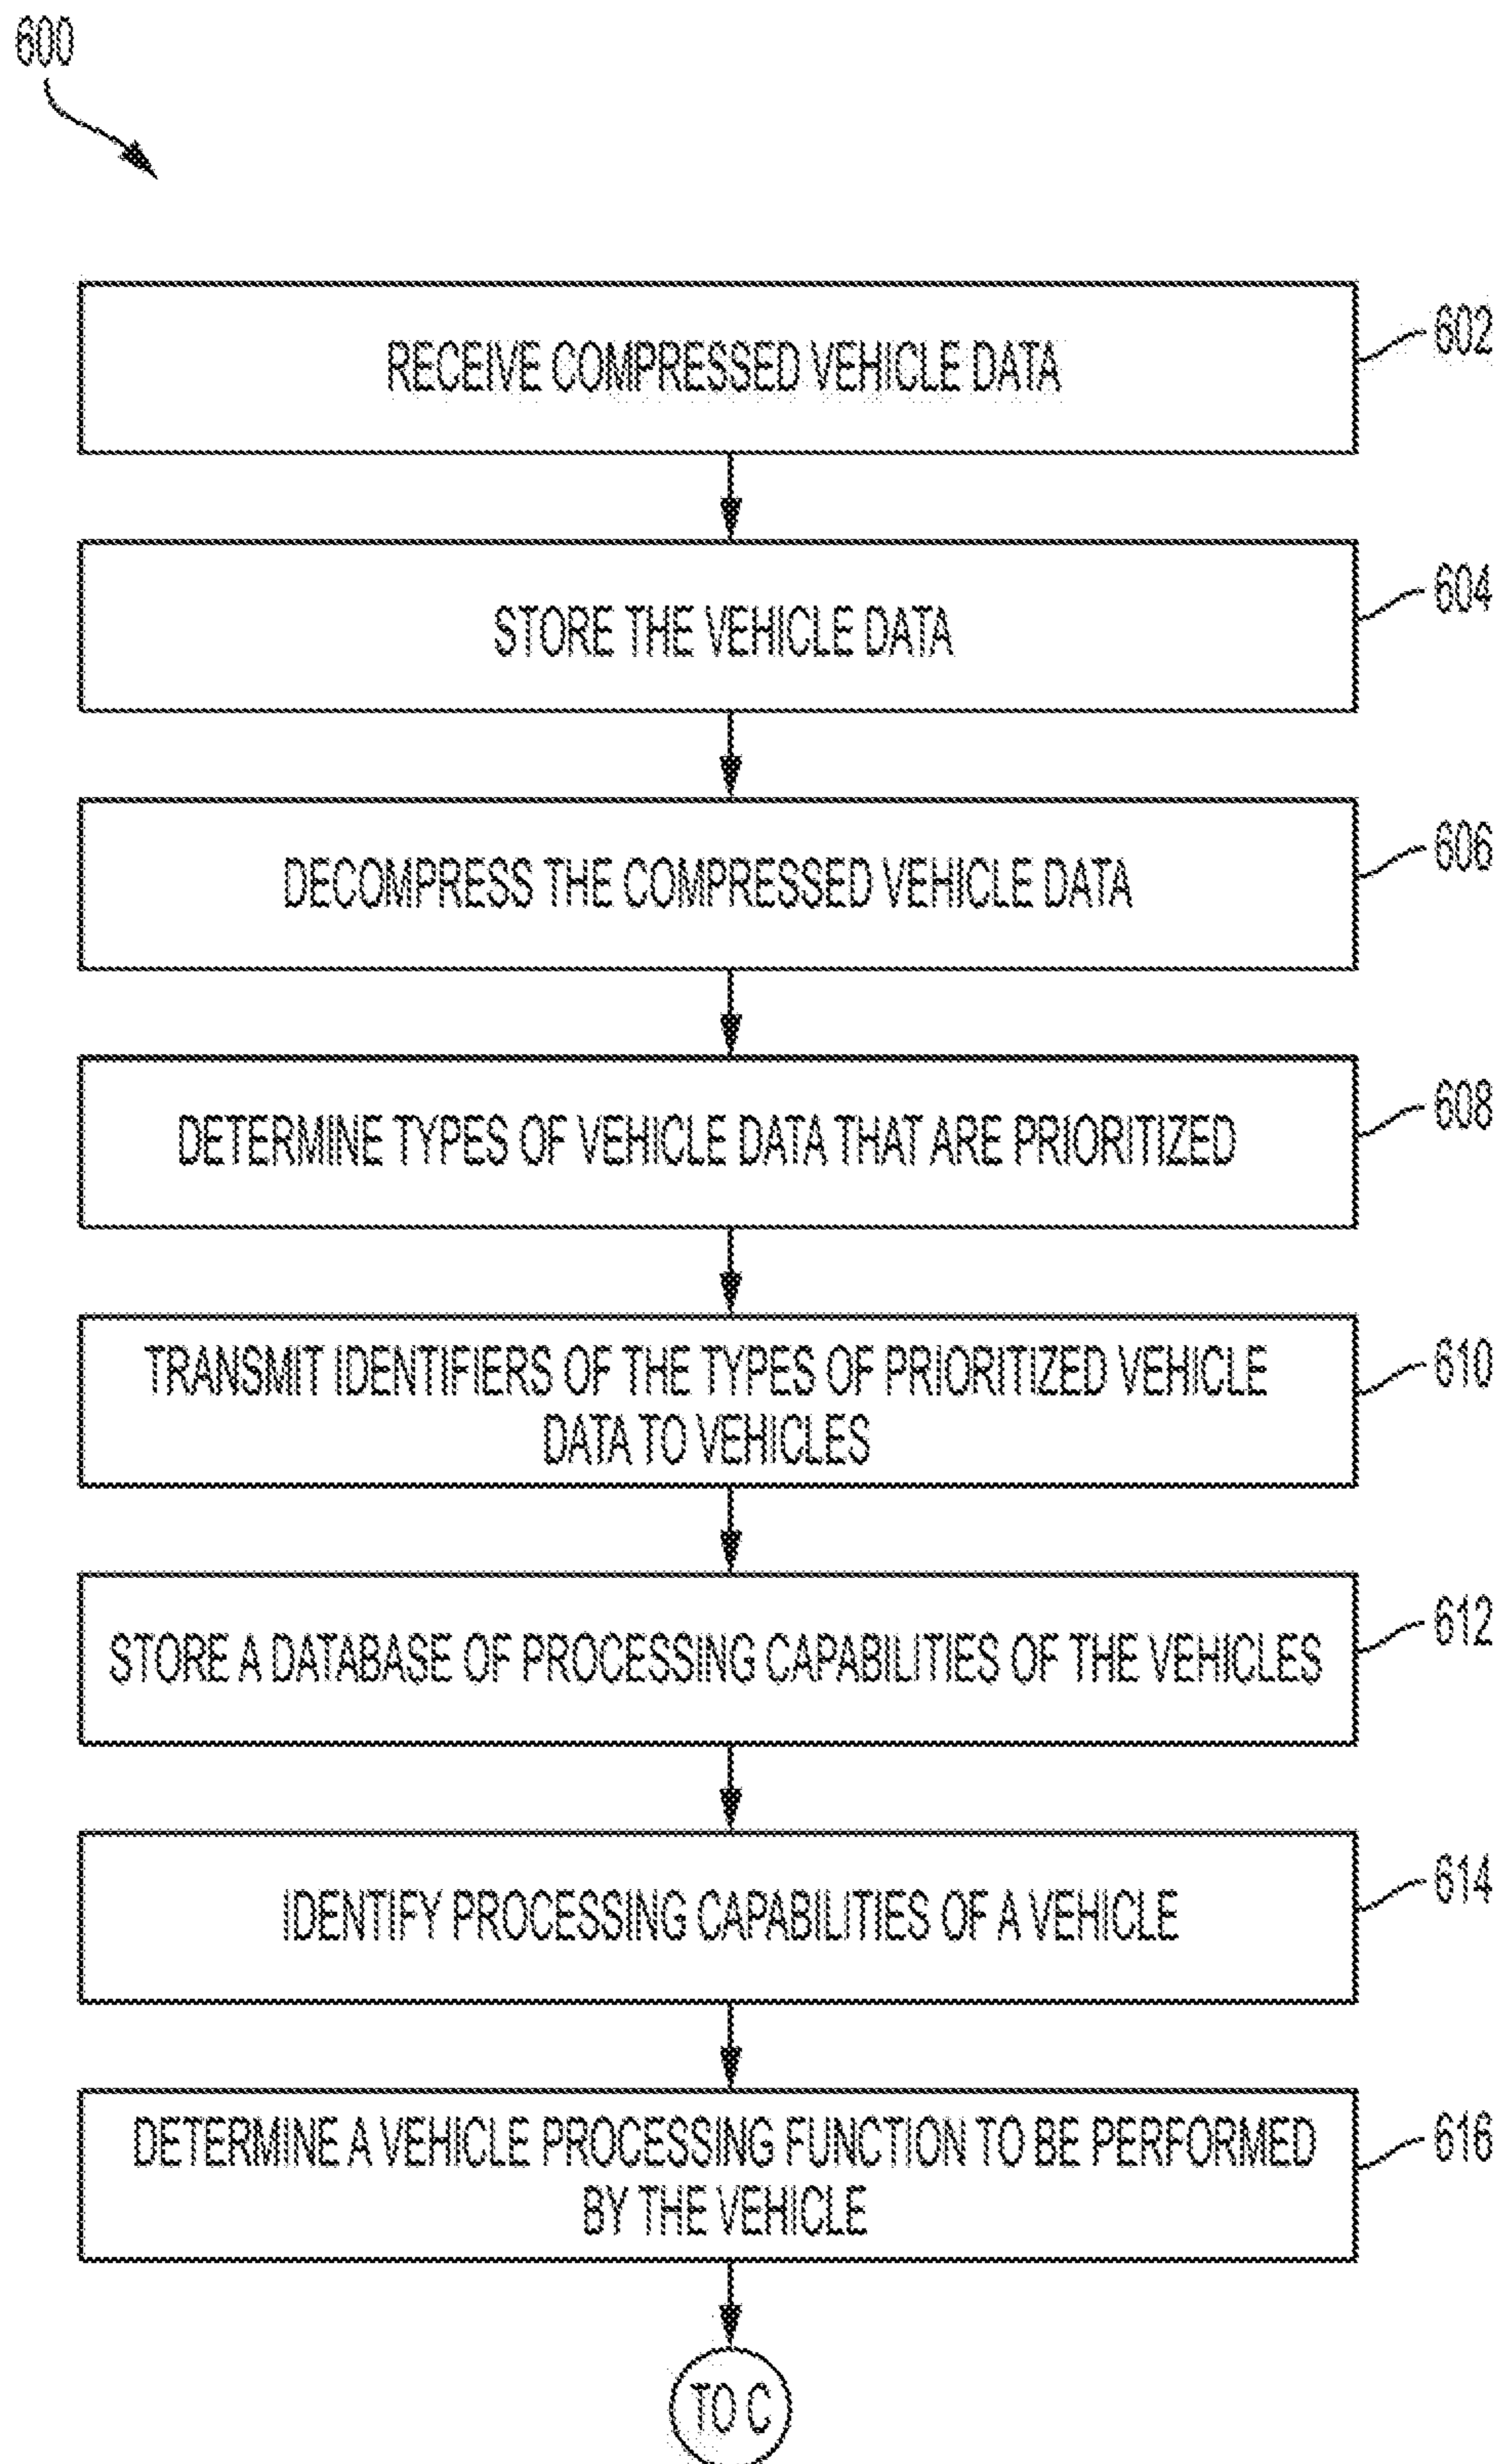 600
RECEIVE COMPRESSED VEHICLE DATA
602
STORE THE VEHICLE DATA
604
DECOMPRESS THE COMPRESSED VEHICLE DATA
606
DETERMINE TYPES OF VEHICLE DATA THAT ARE PRIORITIZED
608
TRANSMIT IDENTIFIERS OF THE TYPES OF PRIORITIZED VEHICLE
DATA TO VEHICLES
610
STORE A DATABASE OF PROCESSING CAPABILITIES OF THE VEHICLES
612
IDENTIFY PROCESSING CAPABILITIES OF A VEHICLE
614
DETERMINE A VEHICLE PROCESSING FUNCTION TO BE PERFORMED
BY THE VEHICLE
616
TO C